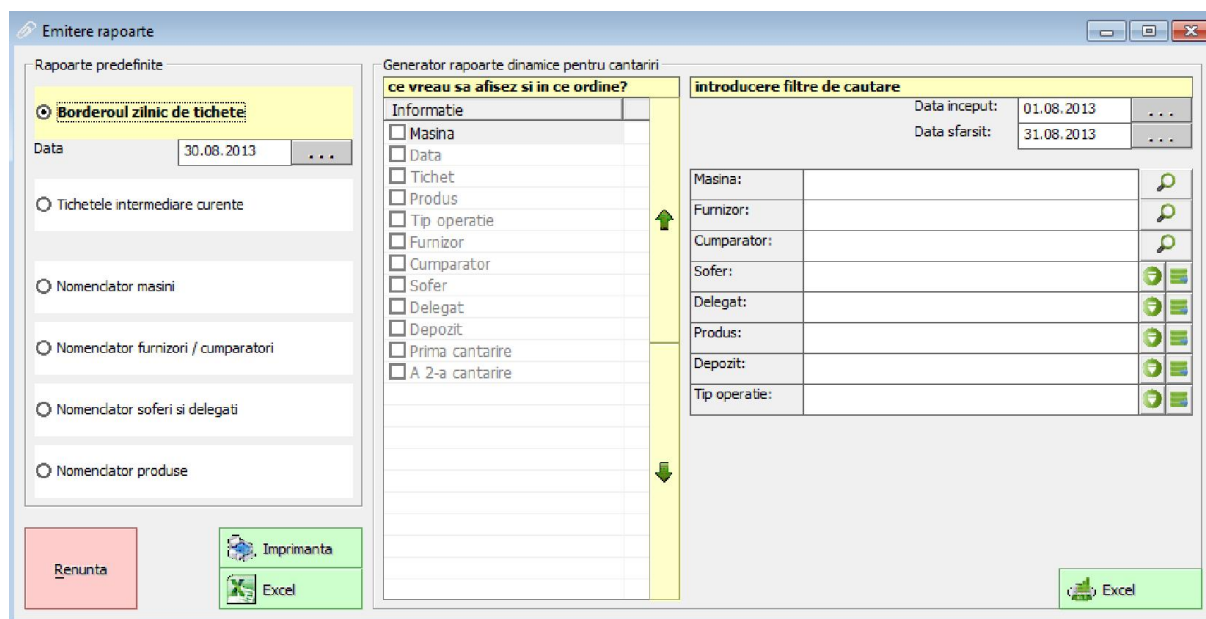 Emitere rapoarte
Rapoarte predefinite
Borderoul zilnic de tichete
Data 30.08.2013 ...
Tichetele intermediare curente
Nomenclator masini
Nomenclator furnizori / cumparatori
Nomenclator soferi si delegati
Nomenclator produse
Renunta
Imprimanta
Excel
Generator rapoarte dinamice pentru cantariri
ce vreau sa afisez si in ce ordine?
Informatie
Masina
Data
Tichet
Produs
Tip operatie
Furnizor
Cumparator
Sofer
Delegat
Depozit
Prima cantarire
A 2-a cantarire
introducere filtre de cautare
Data inceput: 01.08.2013 ...
Data sfarsit: 31.08.2013 ...
Masina:
Furnizor:
Cumparator:
Sofer:
Delegat:
Produs:
Depozit:
Tip operatie:
Excel